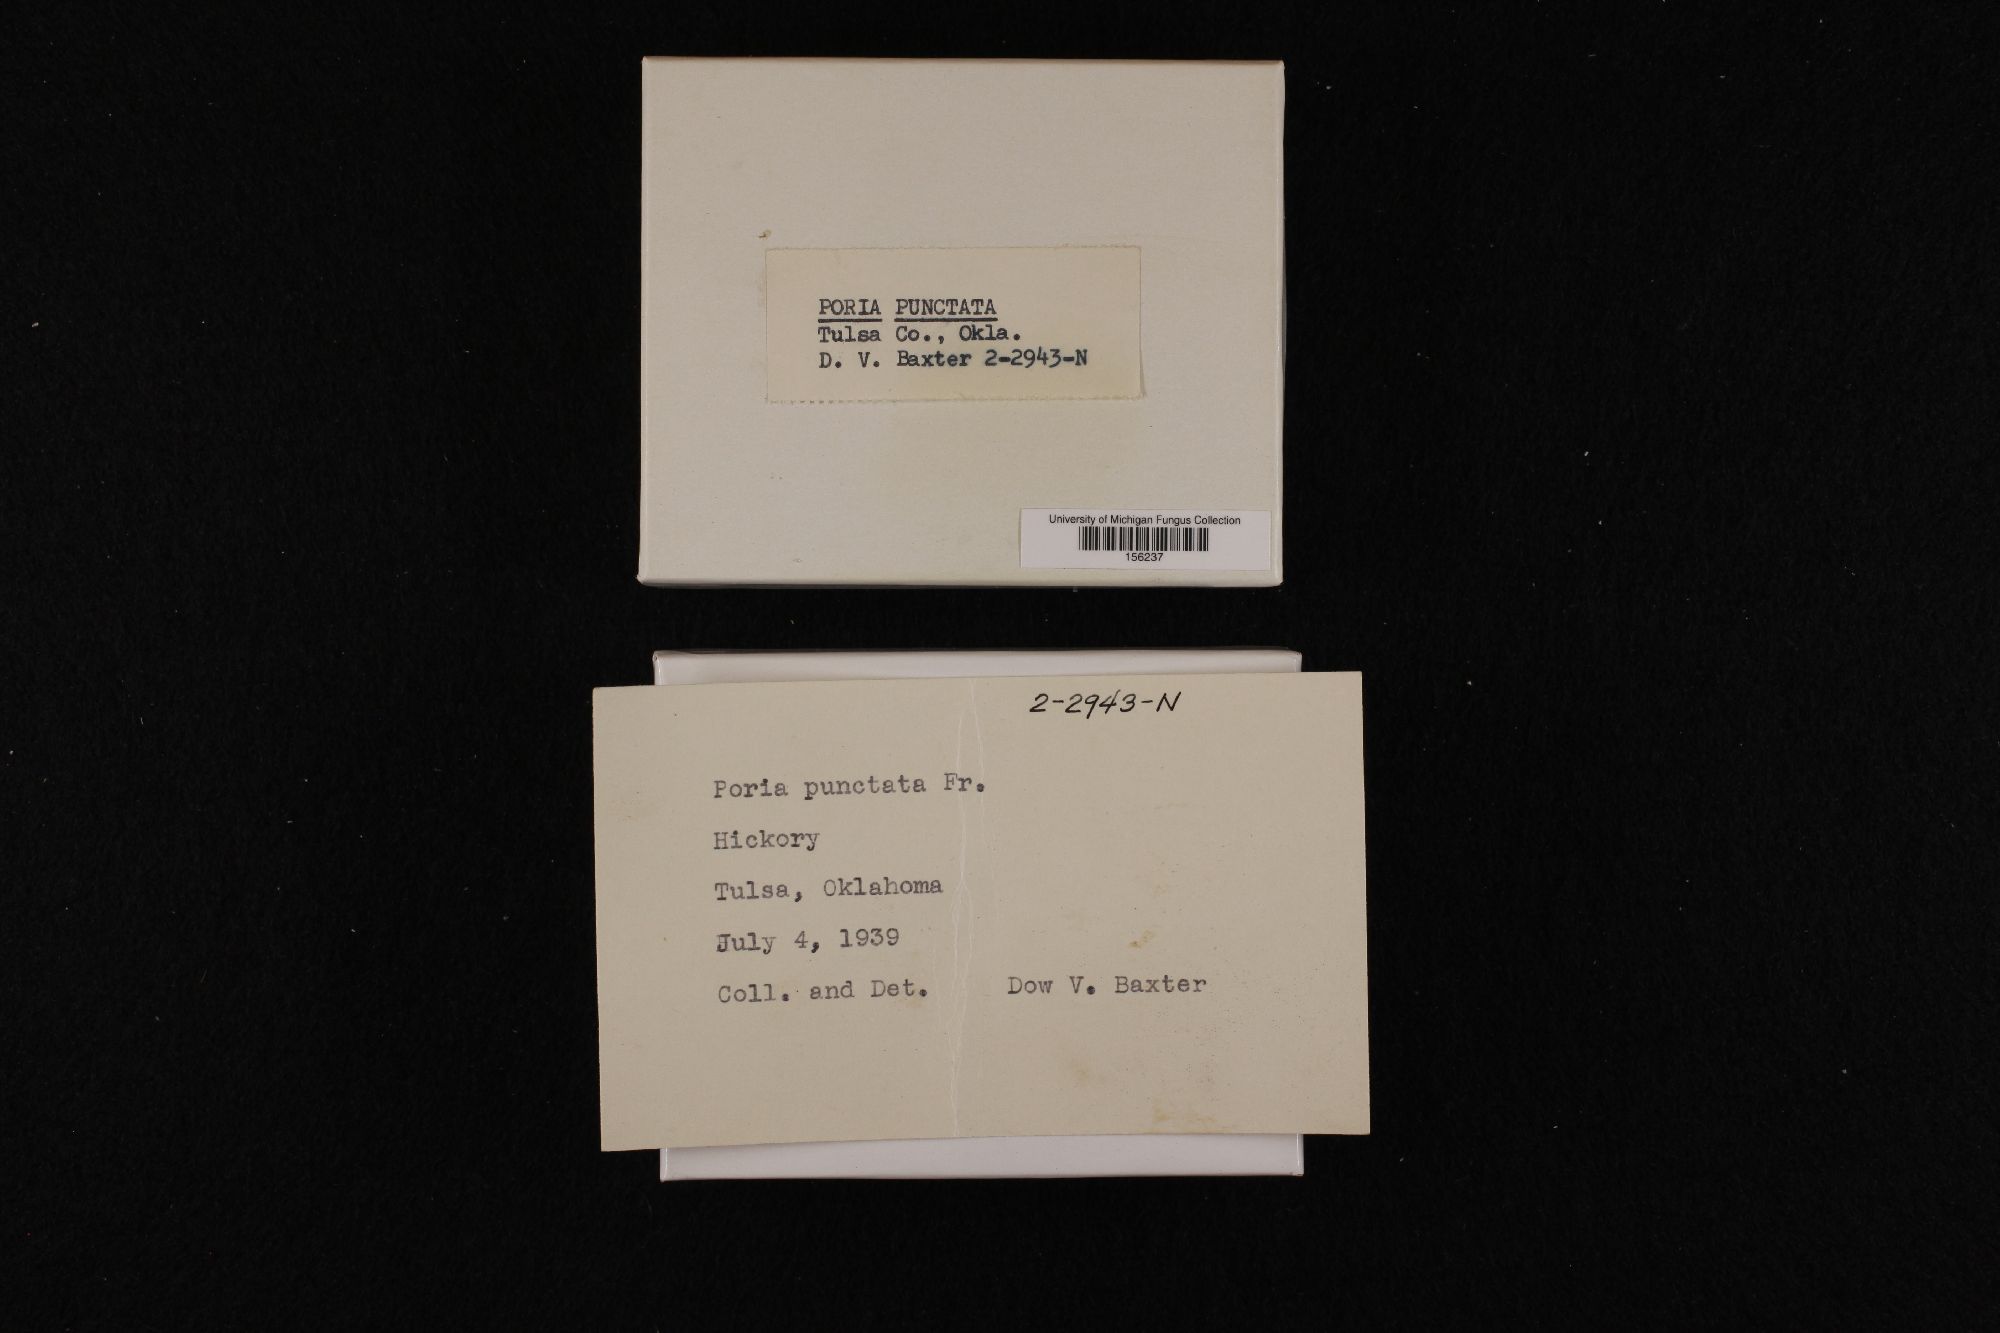 PORIA PUNCTATA
Tulsa Co., Okla.
D. V. Baxter 2-2943-N
University of Michigan Fungus Collection
156237
2-2943-N
Poria punctata Fr.
Hickory
Tulsa, Oklahoma
July 4, 1939
Coll. and Det. Dow V. Baxter